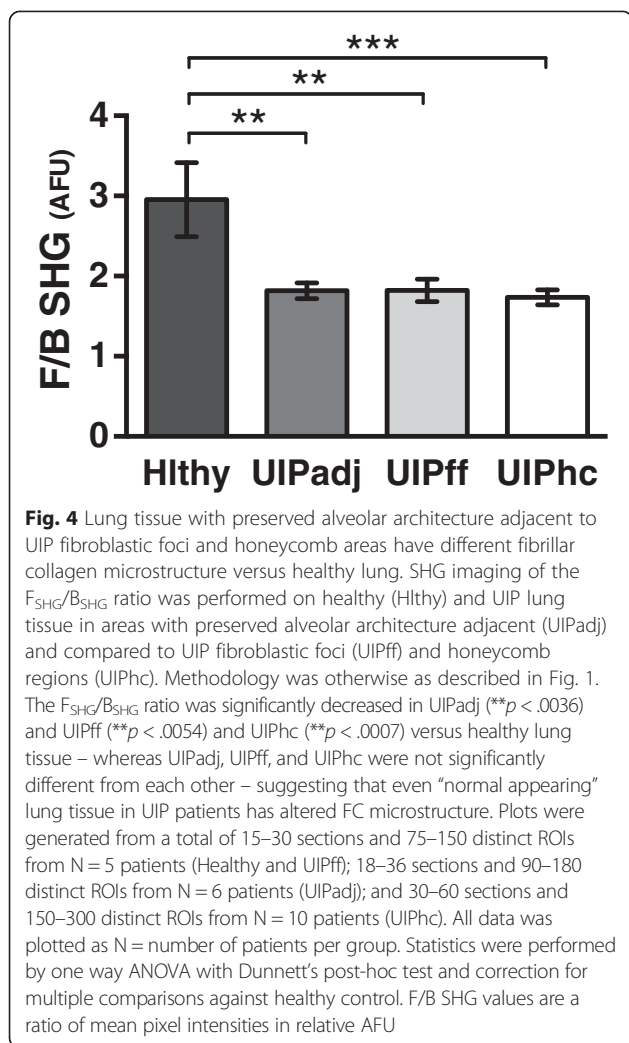 ***
**
**
4
3
2
1
0
F/B SHG (AFU)
Hlthy UIPadj UIPff UIPhc
Fig. 4 Lung tissue with preserved alveolar architecture adjacent to
UIP fibroblastic foci and honeycomb areas have different fibrillar
collagen microstructure versus healthy lung. SHG imaging of the
FSHG/BSHG ratio was performed on healthy (Hlthy) and UIP lung
tissue in areas with preserved alveolar architecture adjacent (UIPadj)
and compared to UIP fibroblastic foci (UIPff) and honeycomb
regions (UIPhc). Methodology was otherwise as described in Fig. 1.
The FSHG/BSHG ratio was significantly decreased in UIPadj (**p < .0036)
and UIPff (**p < .0054) and UIPhc (**p < .0007) versus healthy lung
tissue – whereas UIPadj, UIPff, and UIPhc were not significantly
different from each other – suggesting that even “normal appearing”
lung tissue in UIP patients has altered FC microstructure. Plots were
generated from a total of 15–30 sections and 75–150 distinct ROIs
from N = 5 patients (Healthy and UIPff); 18–36 sections and 90–180
distinct ROIs from N = 6 patients (UIPadj); and 30–60 sections and
150–300 distinct ROIs from N = 10 patients (UIPhc). All data was
plotted as N = number of patients per group. Statistics were performed
by one way ANOVA with Dunnett’s post-hoc test and correction for
multiple comparisons against healthy control. F/B SHG values are a
ratio of mean pixel intensities in relative AFU